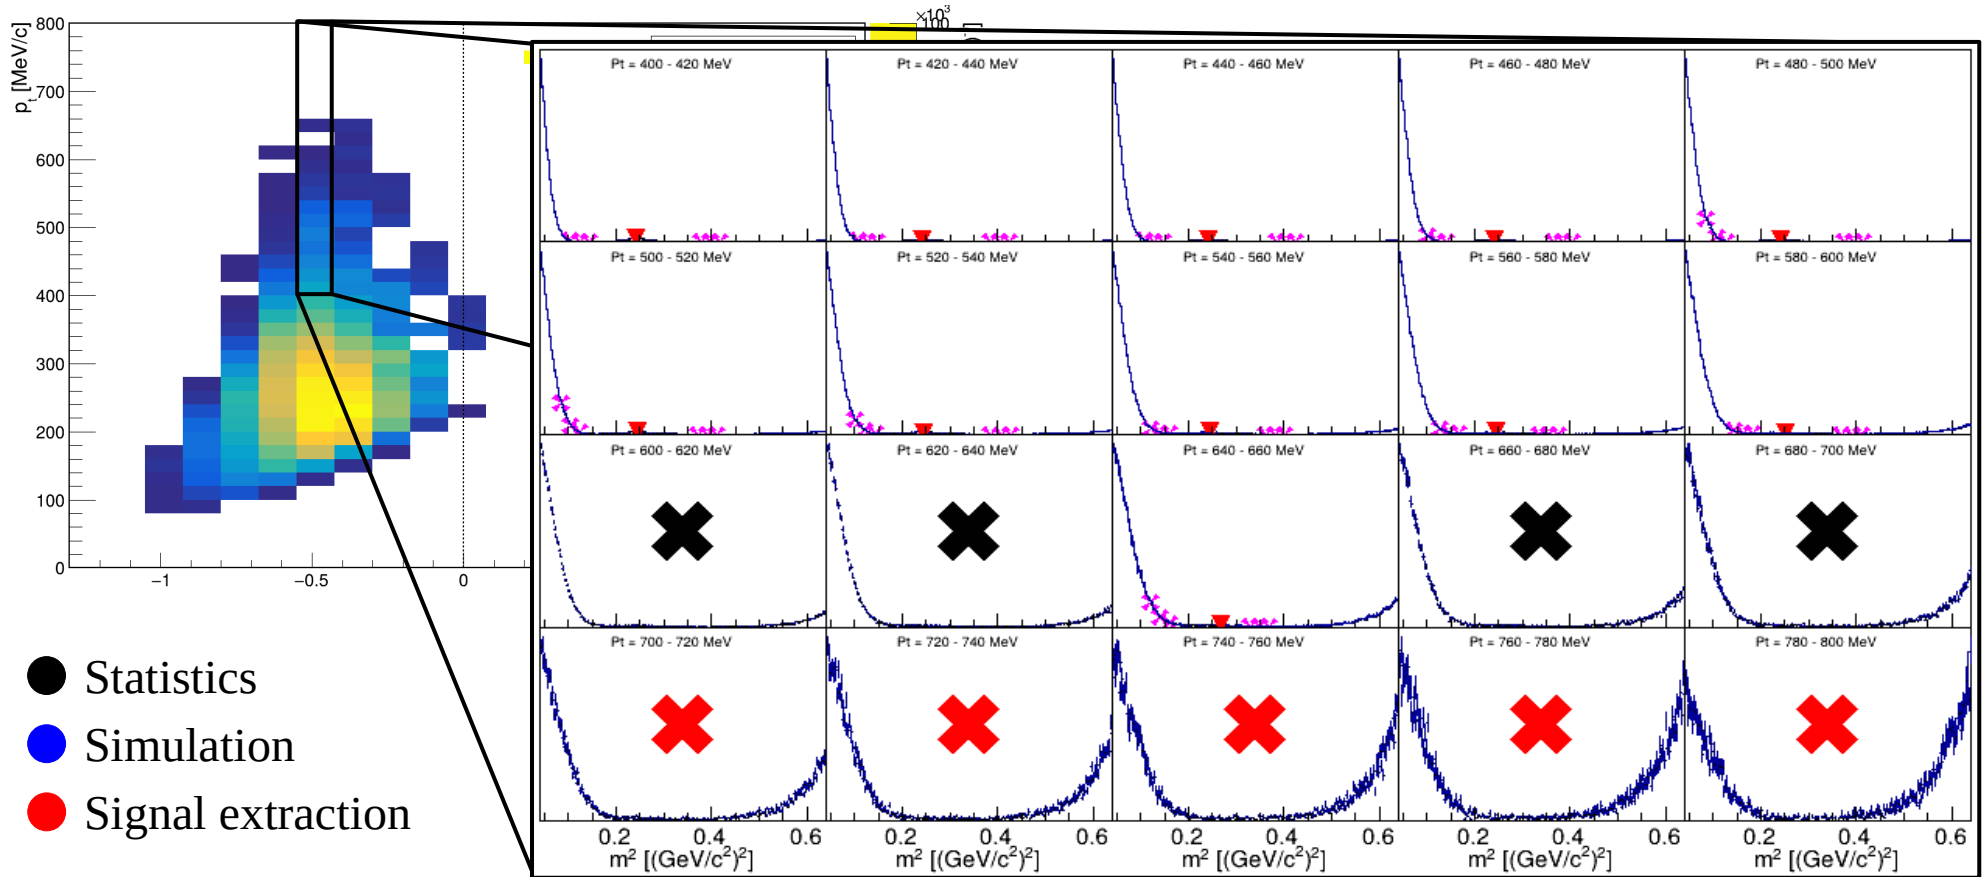 ×10³
100
800
700
600
500
400
300
200
100
0
p_t [MeV/c]
−1
−0.5
0
Statistics
Simulation
Signal extraction
Pt = 400 - 420 MeV
Pt = 420 - 440 MeV
Pt = 440 - 460 MeV
Pt = 460 - 480 MeV
Pt = 480 - 500 MeV
Pt = 500 - 520 MeV
Pt = 520 - 540 MeV
Pt = 540 - 560 MeV
Pt = 560 - 580 MeV
Pt = 580 - 600 MeV
Pt = 600 - 620 MeV
Pt = 620 - 640 MeV
Pt = 640 - 660 MeV
Pt = 660 - 680 MeV
Pt = 680 - 700 MeV
Pt = 700 - 720 MeV
Pt = 720 - 740 MeV
Pt = 740 - 760 MeV
Pt = 760 - 780 MeV
Pt = 780 - 800 MeV
0.2 0.4 0.6
0.2 0.4 0.6
0.2 0.4 0.6
0.2 0.4 0.6
0.2 0.4 0.6
m² [(GeV/c²)²]
m² [(GeV/c²)²]
m² [(GeV/c²)²]
m² [(GeV/c²)²]
m² [(GeV/c²)²]